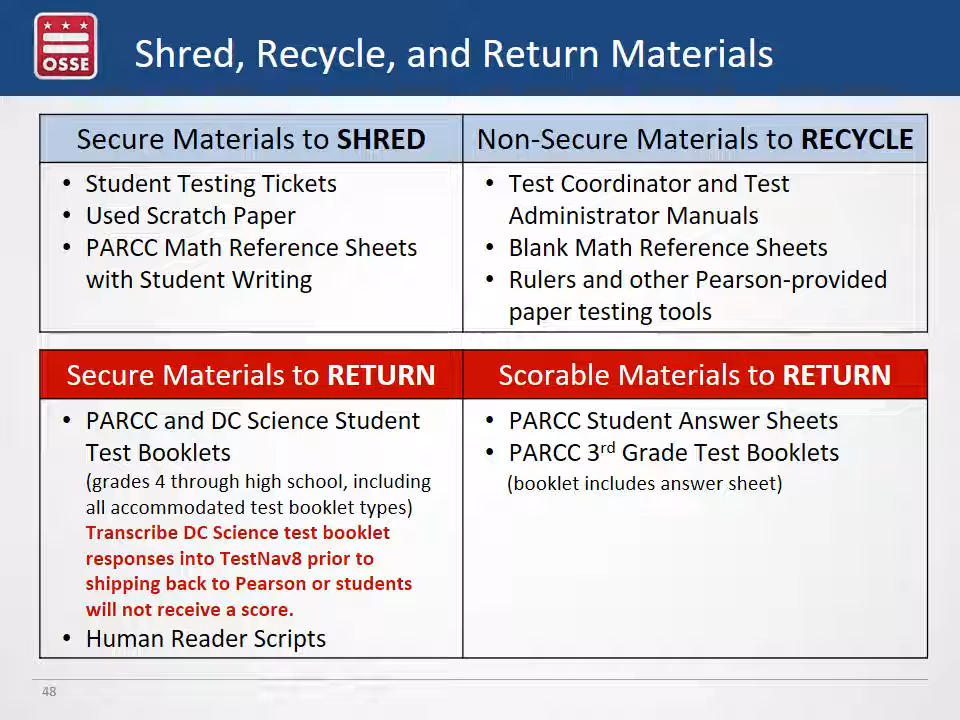 OSSE
Shred, Recycle, and Return Materials
Secure Materials to SHRED
• Student Testing Tickets
• Used Scratch Paper
• PARCC Math Reference Sheets
with Student Writing
Non-Secure Materials to RECYCLE
• Test Coordinator and Test
Administrator Manuals
• Blank Math Reference Sheets
• Rulers and other Pearson-provided
paper testing tools
Secure Materials to RETURN
• PARCC and DC Science Student
Test Booklets
(grades 4 through high school, including
all accommodated test booklet types)
Transcribe DC Science test booklet
responses into TestNav8 prior to
shipping back to Pearson or students
will not receive a score.
• Human Reader Scripts
Scorable Materials to RETURN
• PARCC Student Answer Sheets
• PARCC 3rd Grade Test Booklets
(booklet includes answer sheet)
48